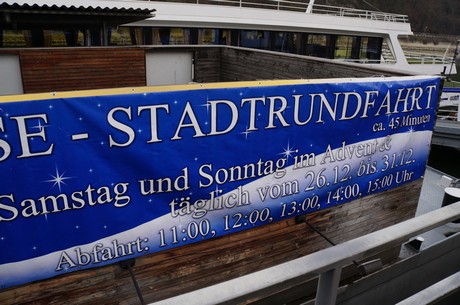 SE - STADTRUNDFAHRT
ca. 45 Minuten
Samstag und Sonntag im Advent &
täglich vom 26.12. bis 31.12.
Abfahrt: 11:00, 12:00, 13:00, 14:00, 15:00 Uhr